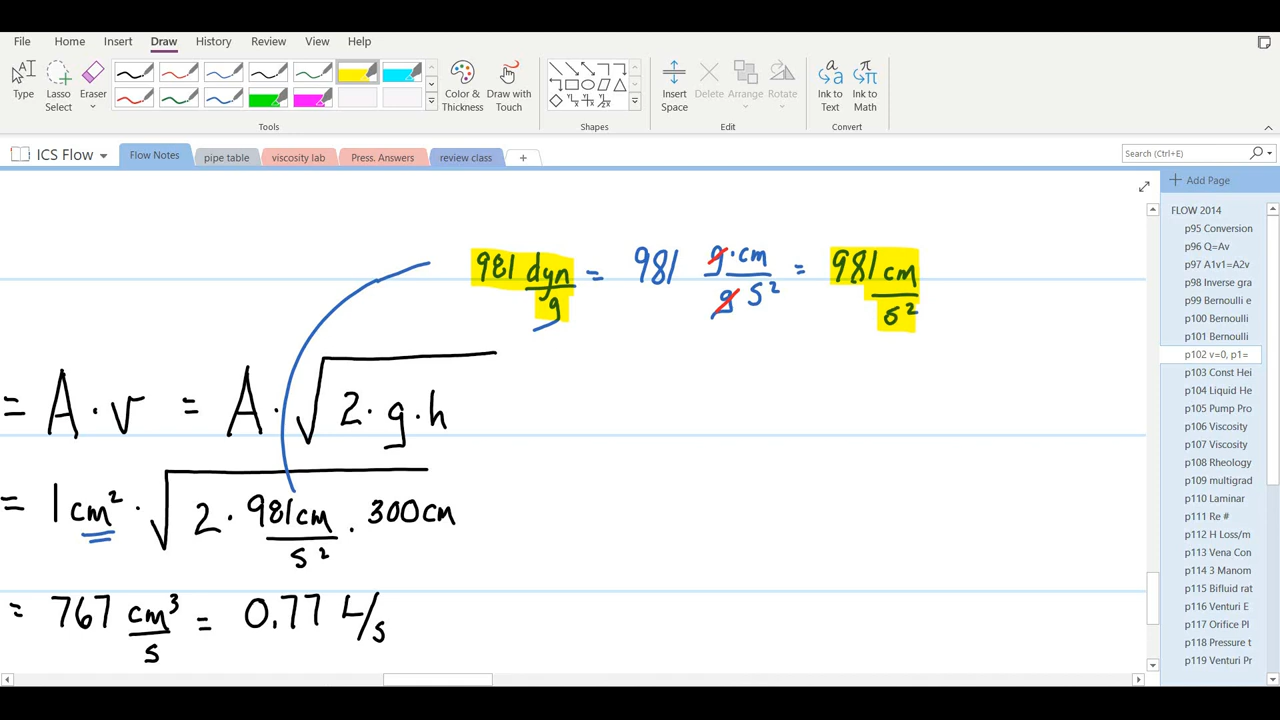 File Home Insert Draw History Review View Help
Type Lasso Select Eraser Color & Thickness Draw with Touch Insert Space Delete Arrange Rotate Ink to Text Ink to Math
Tools Shapes Edit Convert
ICS Flow Flow Notes pipe table viscosity lab Press. Answers review class + Search (Ctrl+E)
Add Page
FLOW 2014
p95 Conversion
p96 Q=Av
p97 A1v1=A2v
p98 Inverse gra
p99 Bernoulli e
p100 Bernoulli
p101 Bernoulli
p102 v=0, p1=
p103 Const Hei
p104 Liquid He
p105 Pump Pro
p106 Viscosity
p107 Viscosity
p108 Rheology
p109 multigrad
p110 Laminar
p111 Re #
p112 H Loss/m
p113 Vena Con
p114 3 Manom
p115 Bifluid rat
p116 Venturi E
p117 Orifice Pl
p118 Pressure t
p119 Venturi Pr
981 dyn/g = 981 g·cm/g s² = 981 cm/s²
= A · v = A · √2 · g · h
= 1 cm² · √2 · 981 cm/s² · 300 cm
= 767 cm³/s = 0.77 L/s